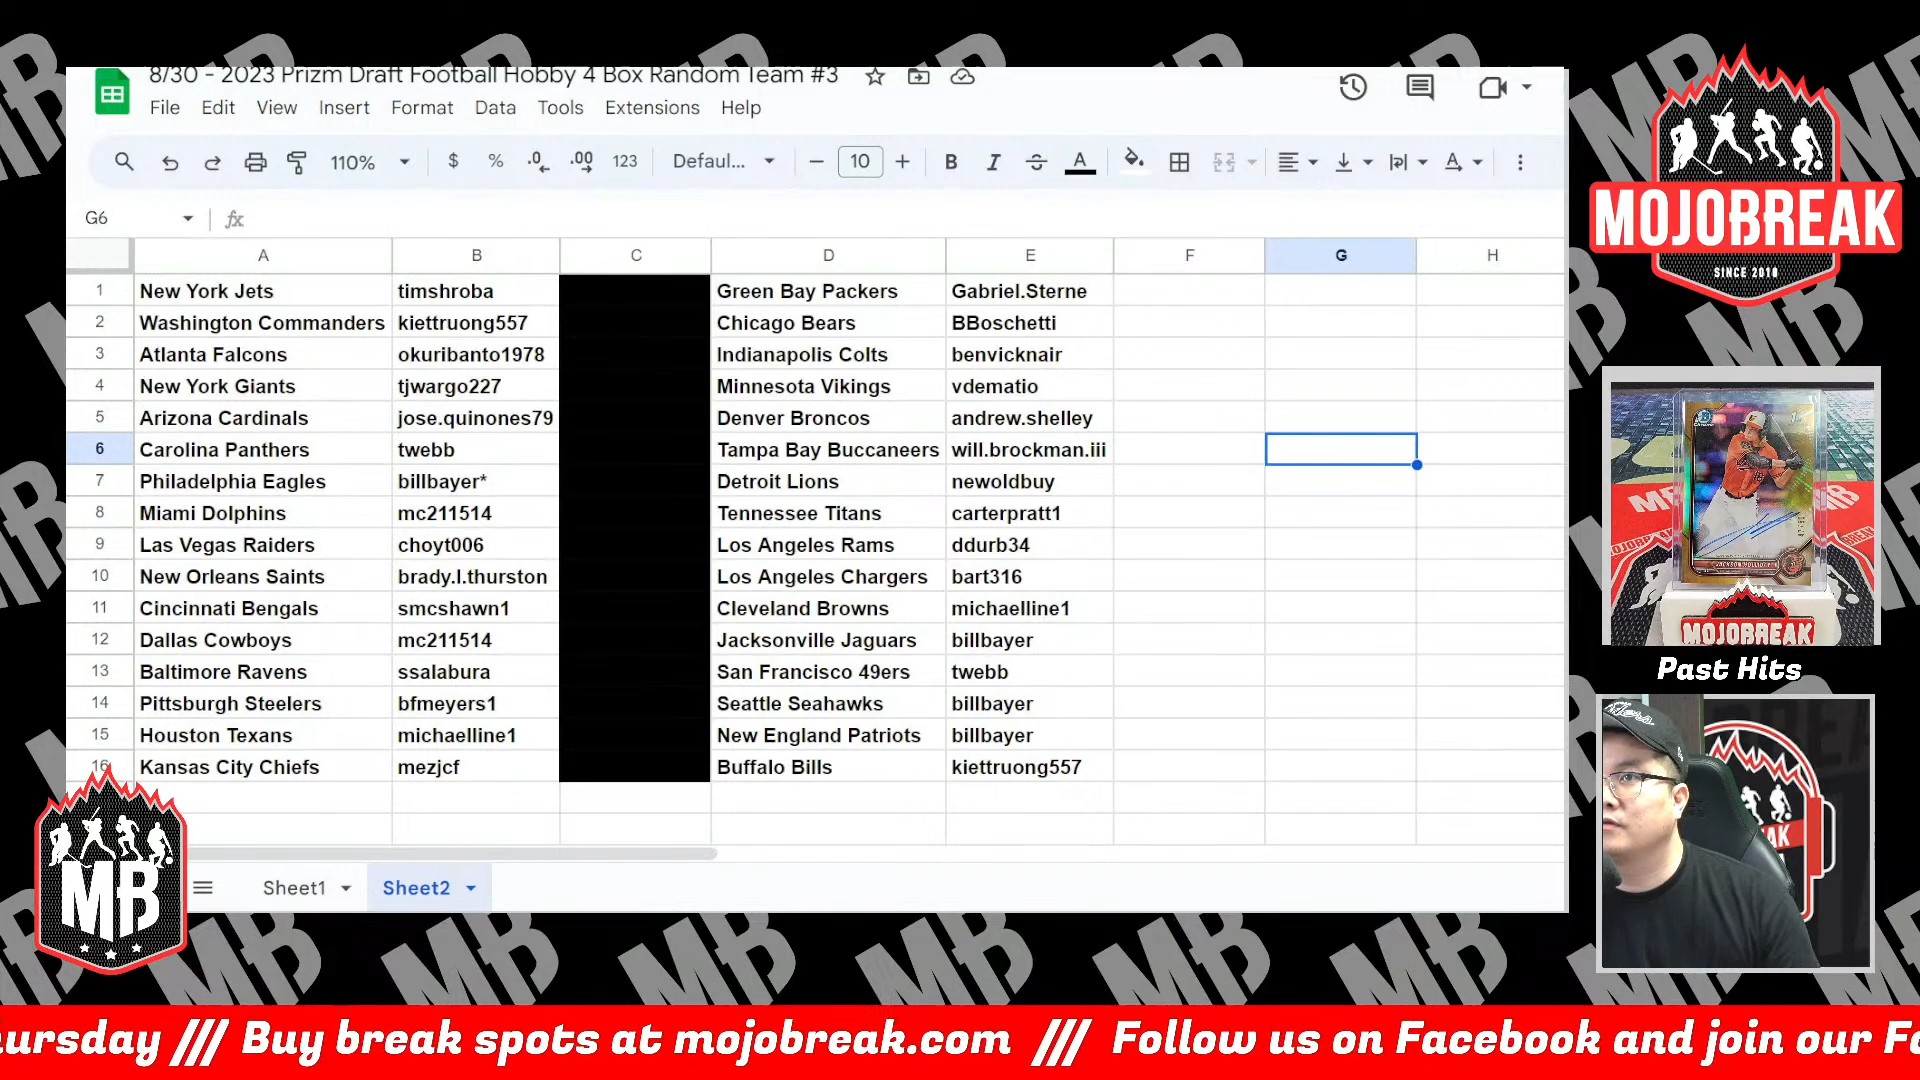 8/30 - 2023 Prizm Draft Football Hobby 4 Box Random Team #3
File Edit View Insert Format Data Tools Extensions Help
110% $ % .0 .00 123 Defaul... 10 B I A A
G6 fx
A B C D E F G H
1 New York Jets timshroba Green Bay Packers Gabriel.Sterne
2 Washington Commanders kiettruong557 Chicago Bears BBoschetti
3 Atlanta Falcons okuribanto1978 Indianapolis Colts benvicknair
4 New York Giants tjwargo227 Minnesota Vikings vdematio
5 Arizona Cardinals jose.quinones79 Denver Broncos andrew.shelley
6 Carolina Panthers twebb Tampa Bay Buccaneers will.brockman.iii
7 Philadelphia Eagles billbayer* Detroit Lions newoldbuy
8 Miami Dolphins mc211514 Tennessee Titans carterpratt1
9 Las Vegas Raiders choyt006 Los Angeles Rams ddurb34
10 New Orleans Saints brady.l.thurston Los Angeles Chargers bart316
11 Cincinnati Bengals smcshawn1 Cleveland Browns michaelline1
12 Dallas Cowboys mc211514 Jacksonville Jaguars billbayer
13 Baltimore Ravens ssalabura San Francisco 49ers twebb
14 Pittsburgh Steelers bfmeyers1 Seattle Seahawks billbayer
15 Houston Texans michaelline1 New England Patriots billbayer
16 Kansas City Chiefs mezjcf Buffalo Bills kiettruong557
Sheet1 Sheet2
MB
MOJOBREAK
SINCE 2010
MOJOBREAK
Past Hits
hursday /// Buy break spots at mojobreak.com /// Follow us on Facebook and join our Fa